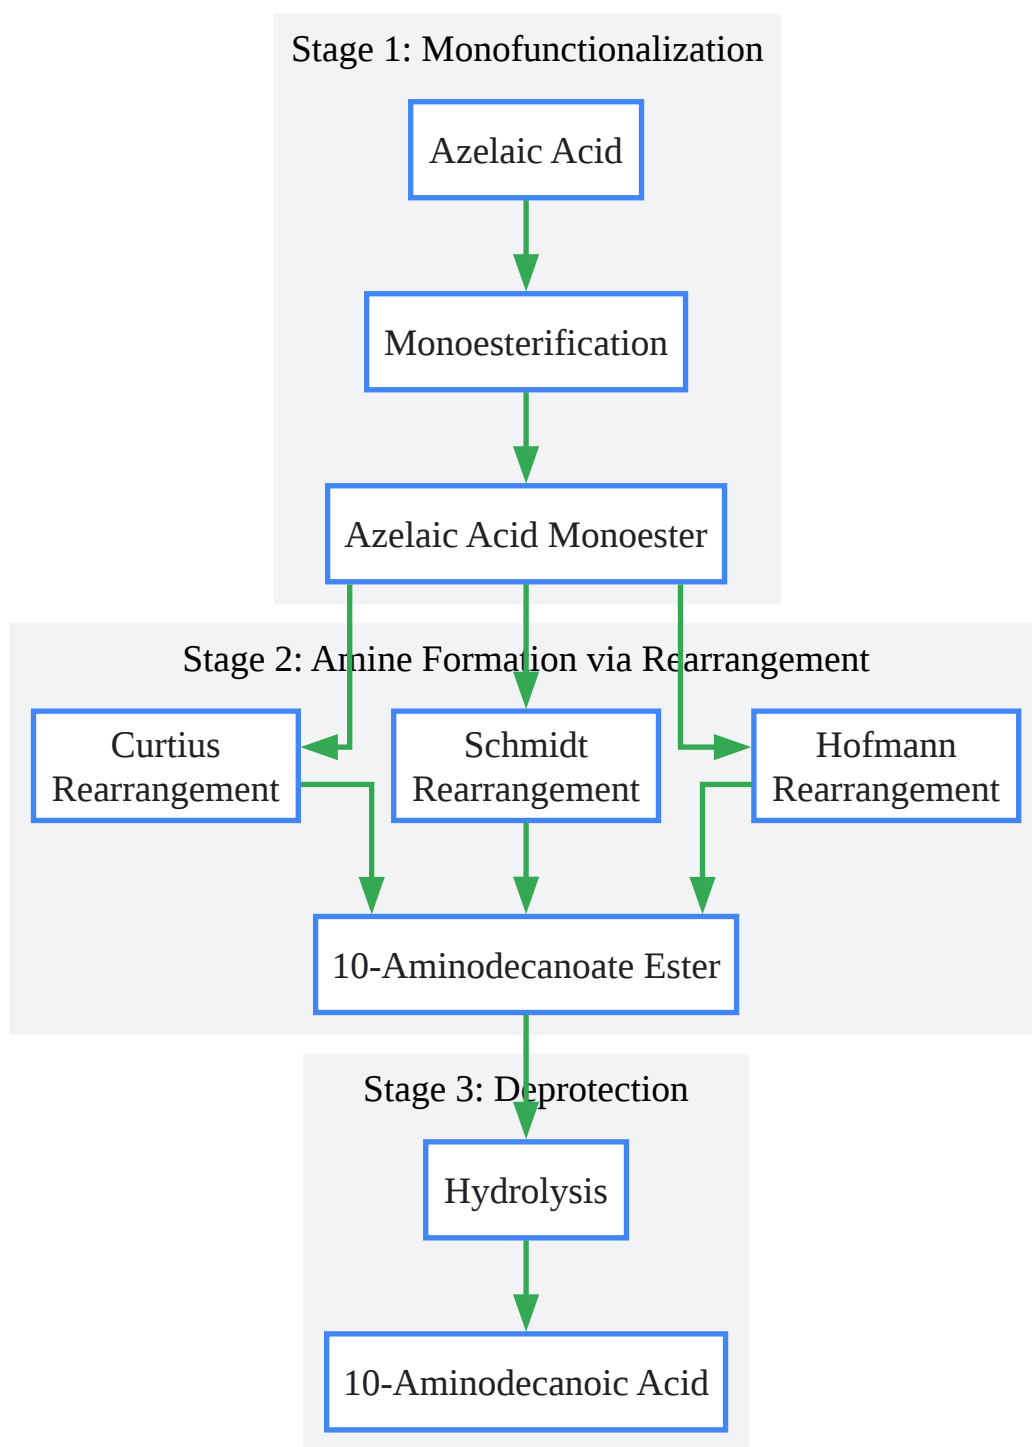 Stage 1: Monofunctionalization
Azelaic Acid
Monoesterification
Azelaic Acid Monoester
Stage 2: Amine Formation via Rearrangement
Curtius
Rearrangement
Schmidt
Rearrangement
Hofmann
Rearrangement
10-Aminodecanoate Ester
Stage 3: Deprotection
Hydrolysis
10-Aminodecanoic Acid